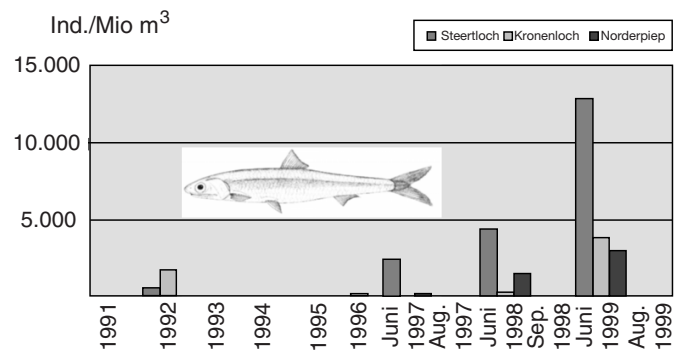 Ind./Mio m³
Steertloch Kronenloch Norderpiep
15.000
10.000
5.000
1991
1992
1993
1994
1995
1996
Juni 1997
Aug. 1997
Juni 1998
Sep. 1998
Juni 1999
Aug. 1999